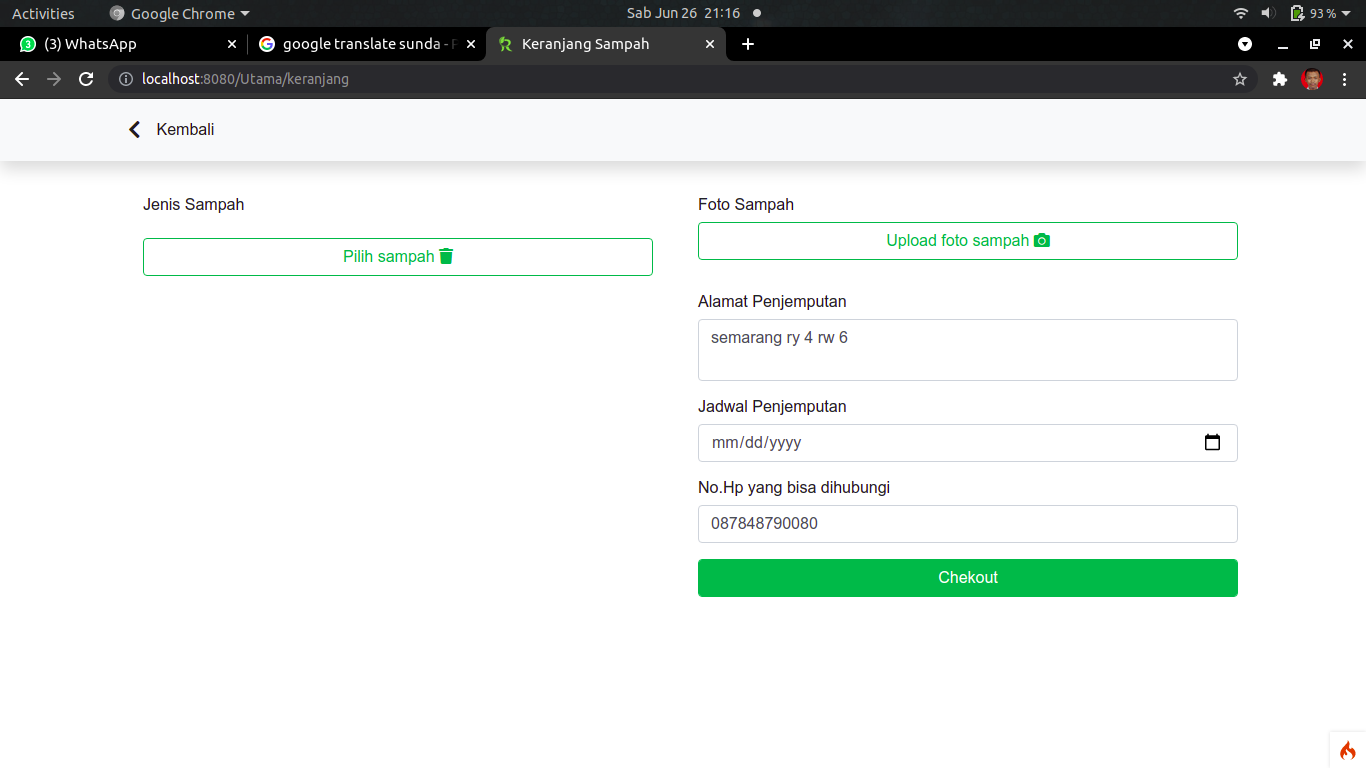 Activities
Google Chrome
Sab Jun 26 21:16
93 %
3
(3) WhatsApp
google translate sunda -
Keranjang Sampah
localhost:8080/Utama/keranjang
Kembali
Jenis Sampah
Pilih sampah
Foto Sampah
Upload foto sampah
Alamat Penjemputan
semarang ry 4 rw 6
Jadwal Penjemputan
mm/dd/yyyy
No.Hp yang bisa dihubungi
087848790080
Chekout